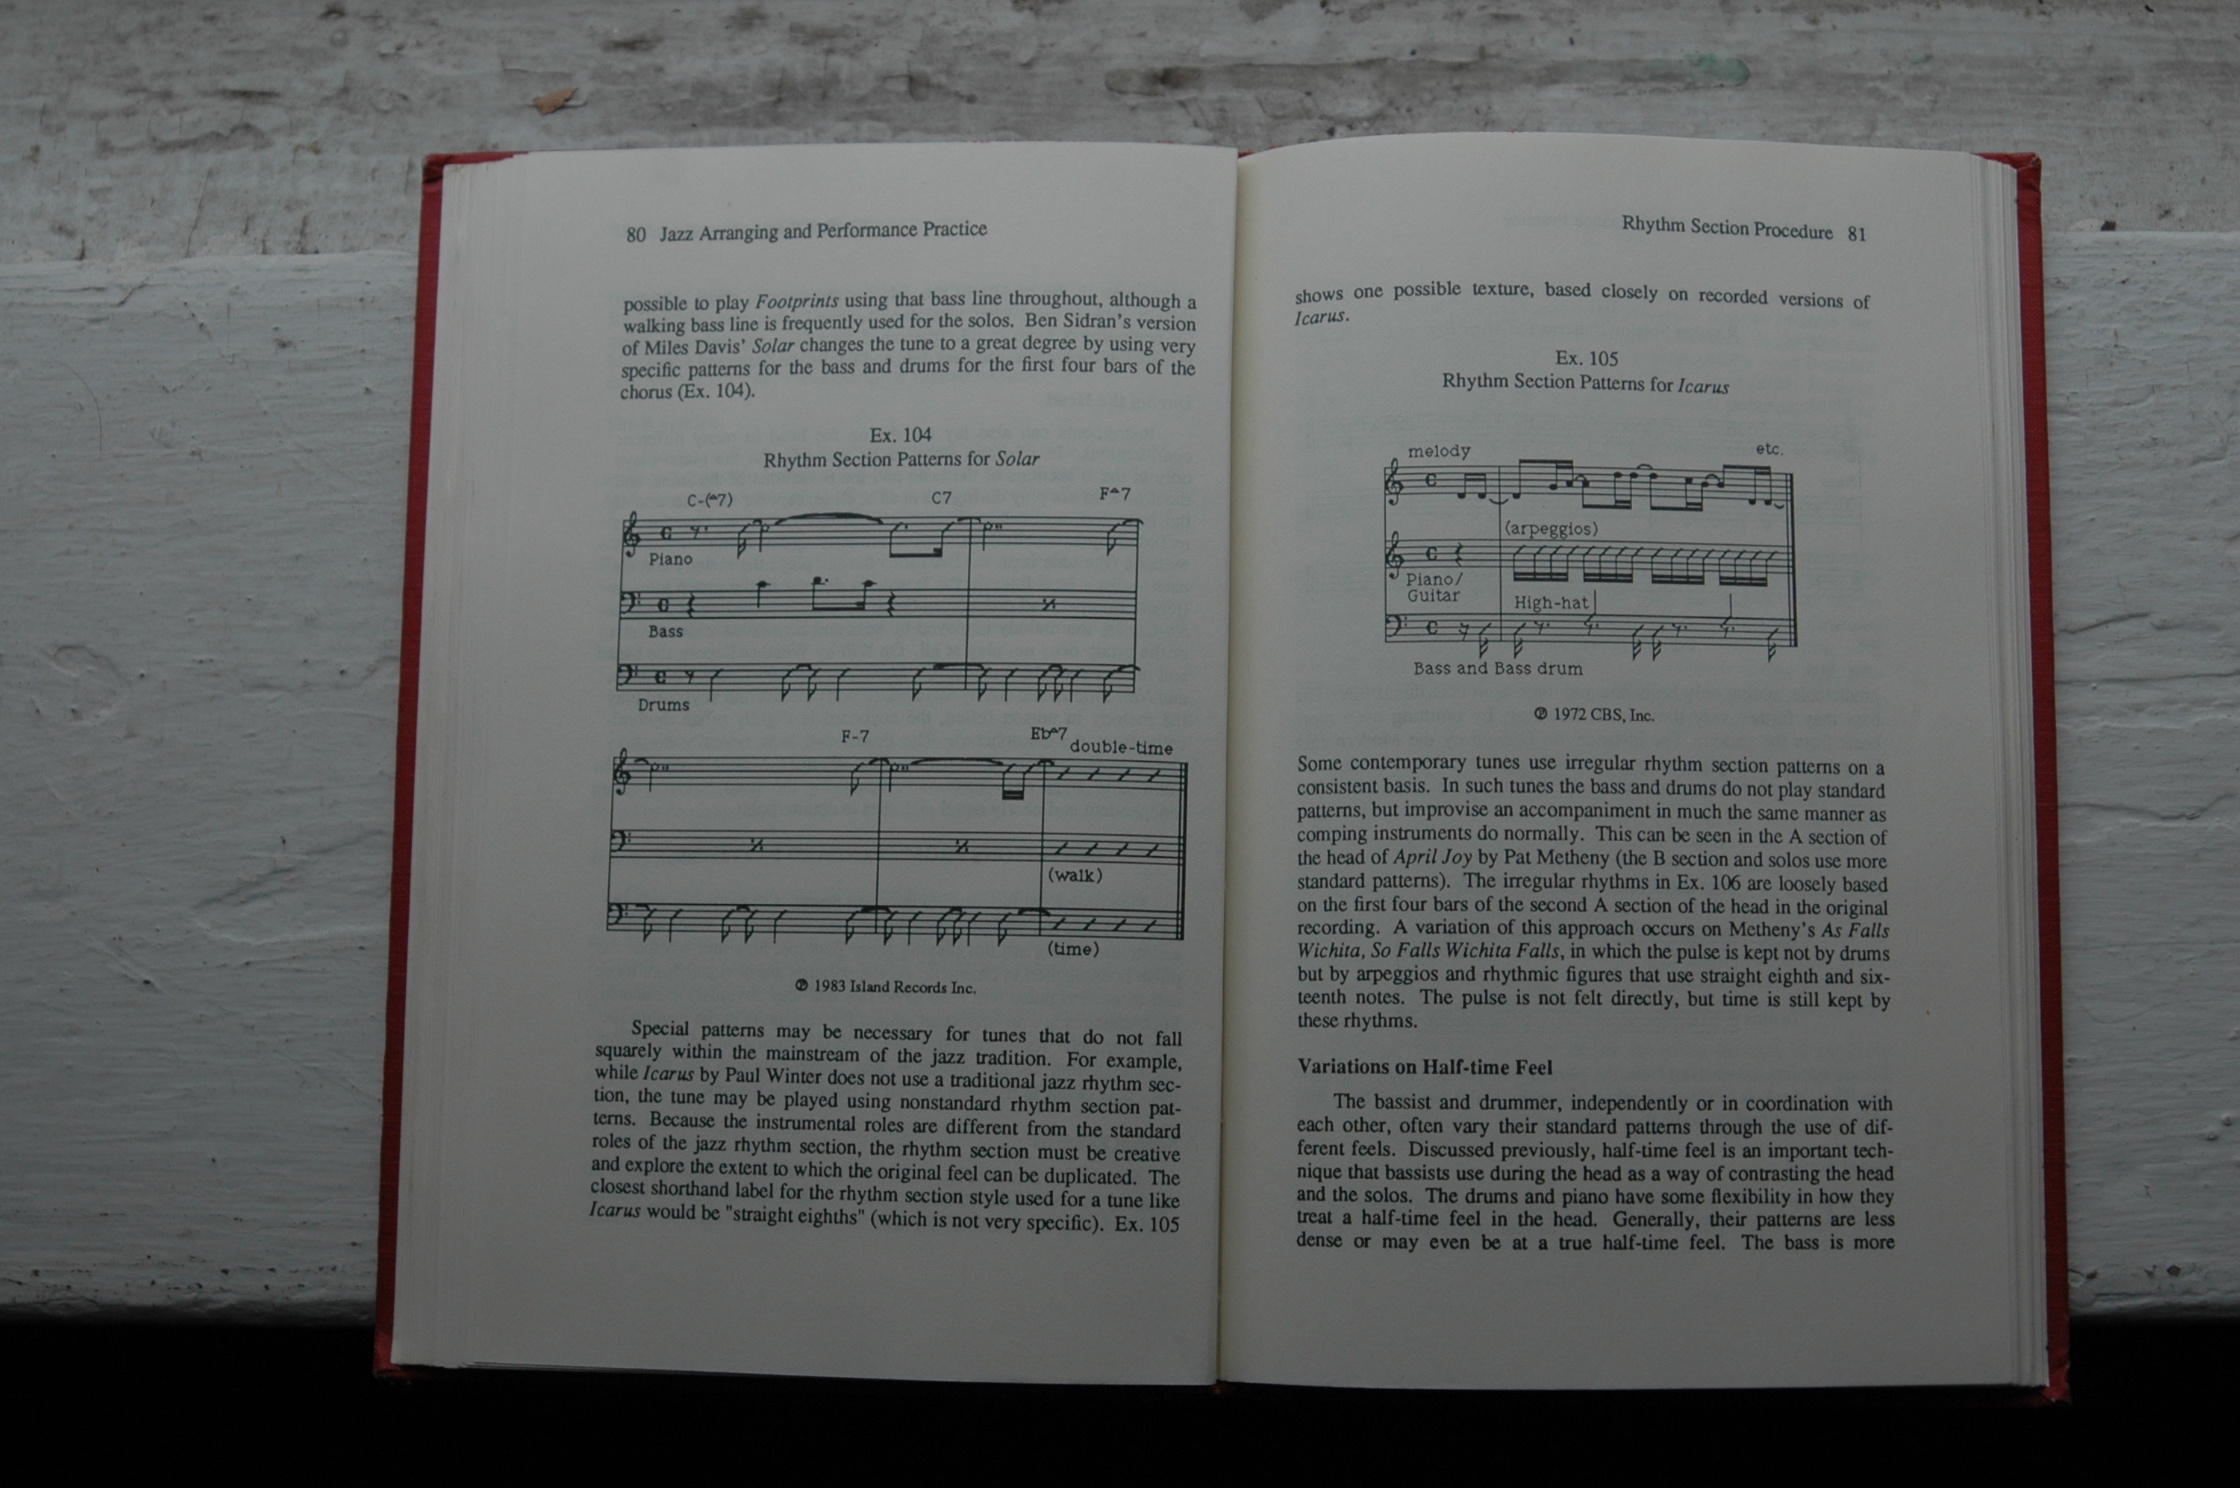 80 Jazz Arranging and Performance Practice
possible to play Footprints using that bass line throughout, although a
walking bass line is frequently used for the solos. Ben Sidran's version
of Miles Davis' Solar changes the tune to a great degree by using very
specific patterns for the bass and drums for the first four bars of the
chorus (Ex. 104).
Ex. 104
Rhythm Section Patterns for Solar
C-(^7) C7 F^7
Piano
Bass
Drums
F-7 Eb^7 double-time
(walk)
(time)
℗ 1983 Island Records Inc.
Special patterns may be necessary for tunes that do not fall
squarely within the mainstream of the jazz tradition. For example,
while Icarus by Paul Winter does not use a traditional jazz rhythm sec-
tion, the tune may be played using nonstandard rhythm section pat-
terns. Because the instrumental roles are different from the standard
roles of the jazz rhythm section, the rhythm section must be creative
and explore the extent to which the original feel can be duplicated. The
closest shorthand label for the rhythm section style used for a tune like
Icarus would be "straight eighths" (which is not very specific). Ex. 105
Rhythm Section Procedure 81
shows one possible texture, based closely on recorded versions of
Icarus.
Ex. 105
Rhythm Section Patterns for Icarus
melody etc.
(arpeggios)
Piano/
Guitar
High-hat
Bass and Bass drum
℗ 1972 CBS, Inc.
Some contemporary tunes use irregular rhythm section patterns on a
consistent basis. In such tunes the bass and drums do not play standard
patterns, but improvise an accompaniment in much the same manner as
comping instruments do normally. This can be seen in the A section of
the head of April Joy by Pat Metheny (the B section and solos use more
standard patterns). The irregular rhythms in Ex. 106 are loosely based
on the first four bars of the second A section of the head in the original
recording. A variation of this approach occurs on Metheny's As Falls
Wichita, So Falls Wichita Falls, in which the pulse is kept not by drums
but by arpeggios and rhythmic figures that use straight eighth and six-
teenth notes. The pulse is not felt directly, but time is still kept by
these rhythms.
Variations on Half-time Feel
The bassist and drummer, independently or in coordination with
each other, often vary their standard patterns through the use of dif-
ferent feels. Discussed previously, half-time feel is an important tech-
nique that bassists use during the head as a way of contrasting the head
and the solos. The drums and piano have some flexibility in how they
treat a half-time feel in the head. Generally, their patterns are less
dense or may even be at a true half-time feel. The bass is more